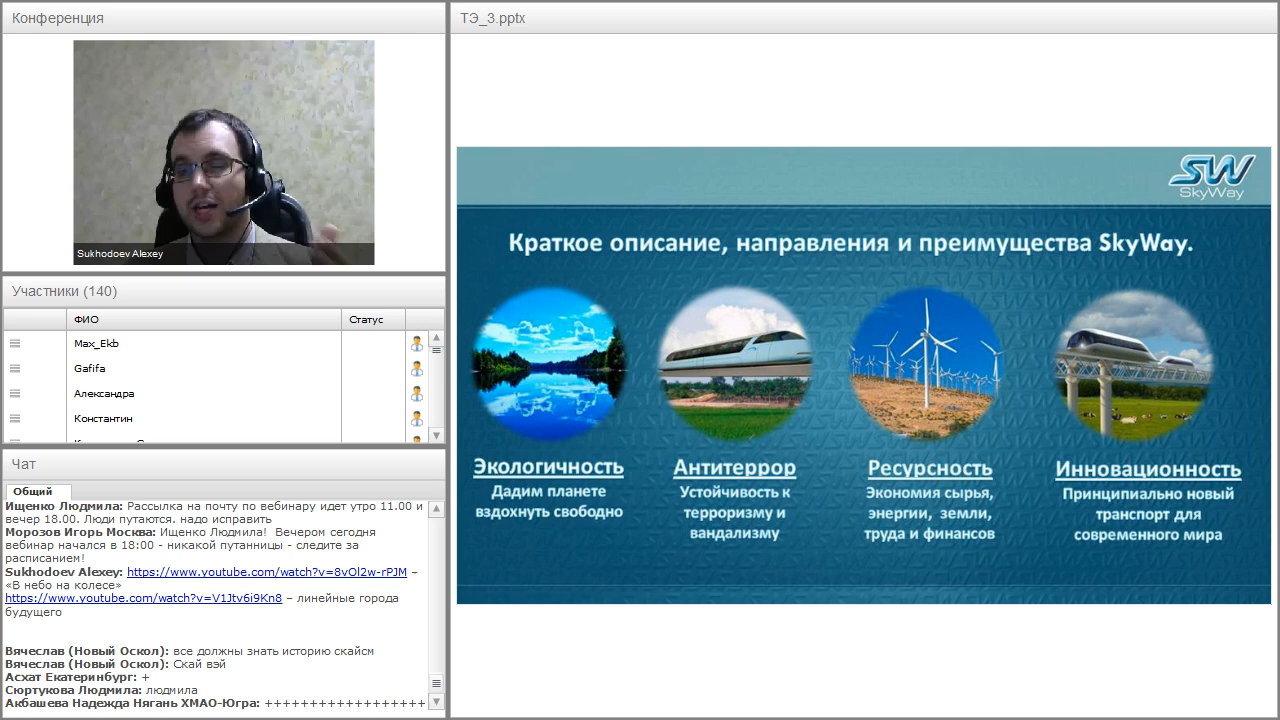 Конференция
Sukhodoev Alexey
Участники (140)
ФИО
Статус
Max_Ekb
Gafifa
Александра
Константин
Чат
Общий
Ищенко Людмила: Рассылка на почту по вебинару идет утро 11.00 и
вечер 18.00. Люди путаются. надо исправить
Морозов Игорь Москва: Ищенко Людмила! Вечером сегодня
вебинар начался в 18:00 - никакой путанницы - следите за
расписанием!
Sukhodoev Alexey: https://www.youtube.com/watch?v=8vOl2w-rPJM –
«В небо на колесе»
https://www.youtube.com/watch?v=V1Jtv6i9Kn8 – линейные города
будущего
Вячеслав (Новый Оскол): все должны знать историю скайсм
Вячеслав (Новый Оскол): Скай вэй
Асхат Екатеринбург: +
Сюртукова Людмила: людмила
Акбашева Надежда Нягань ХМАО-Югра: ++++++++++++++++++
ТЭ_3.pptx
SW
SkyWay
Краткое описание, направления и преимущества SkyWay.
Экологичность
Дадим планете
вздохнуть свободно
Антитеррор
Устойчивость к
терроризму и
вандализму
Ресурсность
Экономия сырья,
энергии, земли,
труда и финансов
Инновационность
Принципиально новый
транспорт для
современного мира